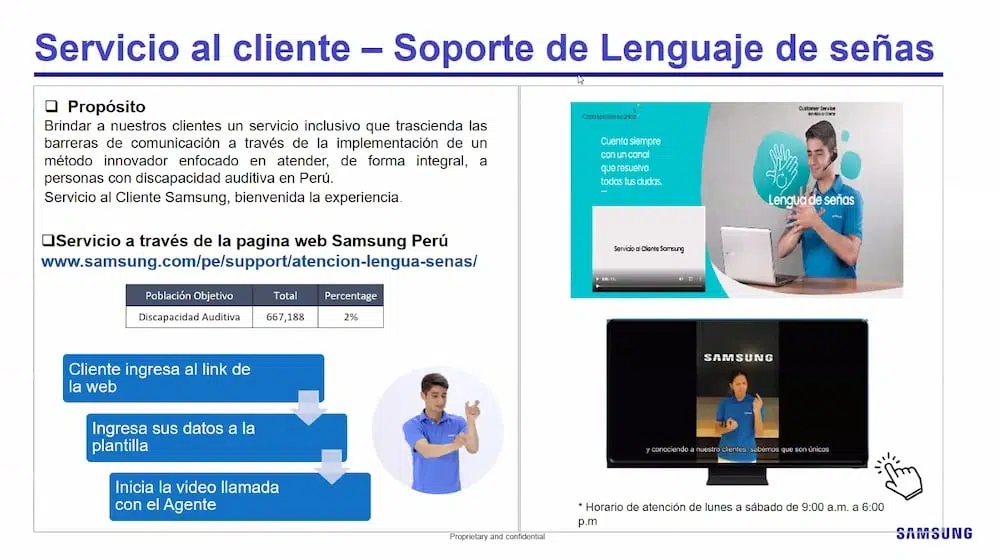 Servicio al cliente – Soporte de Lenguaje de señas
❑ Propósito
Brindar a nuestros clientes un servicio inclusivo que trascienda las
barreras de comunicación a través de la implementación de un
método innovador enfocado en atender, de forma integral, a
personas con discapacidad auditiva en Perú.
Servicio al Cliente Samsung, bienvenida la experiencia.
❑Servicio a través de la pagina web Samsung Perú
www.samsung.com/pe/support/atencion-lengua-senas/
Población Objetivo Total Percentage
Discapacidad Auditiva 667,188 2%
Cliente ingresa al link de
la web
Ingresa sus datos a la
plantilla
Inicia la video llamada
con el Agente
Customer Service
Servicio al Cliente
Cuenta siempre
con un canal
que resuelva
todas tus dudas.
Lengua de señas
Servicio al Cliente Samsung
SAMSUNG
y conociendo a nuestro clientes, sabemos que son únicos
* Horario de atención de lunes a sábado de 9:00 a.m. a 6:00
p.m
Proprietary and confidential
SAMSUNG